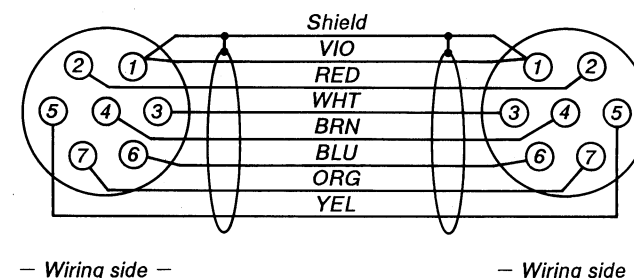 Shield
VIO
2 1 RED 1 2
5 4 3 WHT 3 4 5
BRN
7 6 BLU 6 7
ORG
YEL
– Wiring side – – Wiring side –